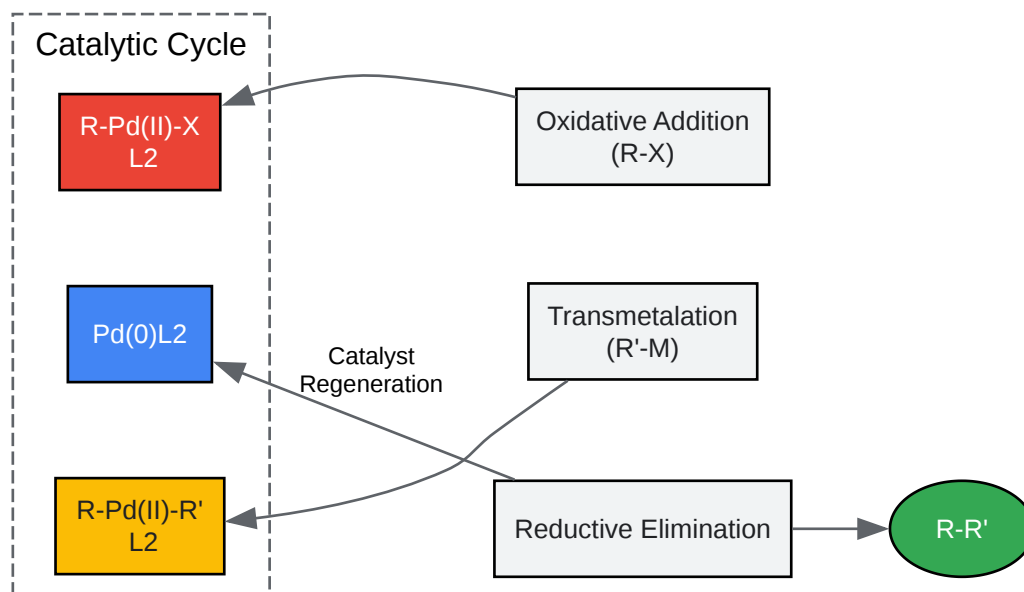 Catalytic Cycle
R-Pd(II)-X
L2
Oxidative Addition
(R-X)
Pd(0)L2
Transmetalation
(R'-M)
Catalyst
Regeneration
R-Pd(II)-R'
L2
Reductive Elimination
R-R'